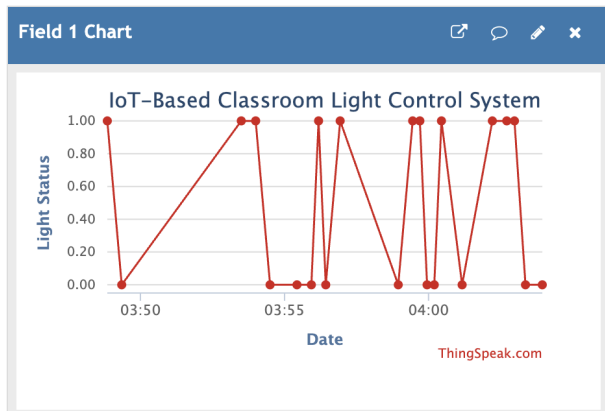 Field 1 Chart
IoT-Based Classroom Light Control System
Light Status
1.00
0.80
0.60
0.40
0.20
0.00
03:50 03:55 04:00
Date
ThingSpeak.com